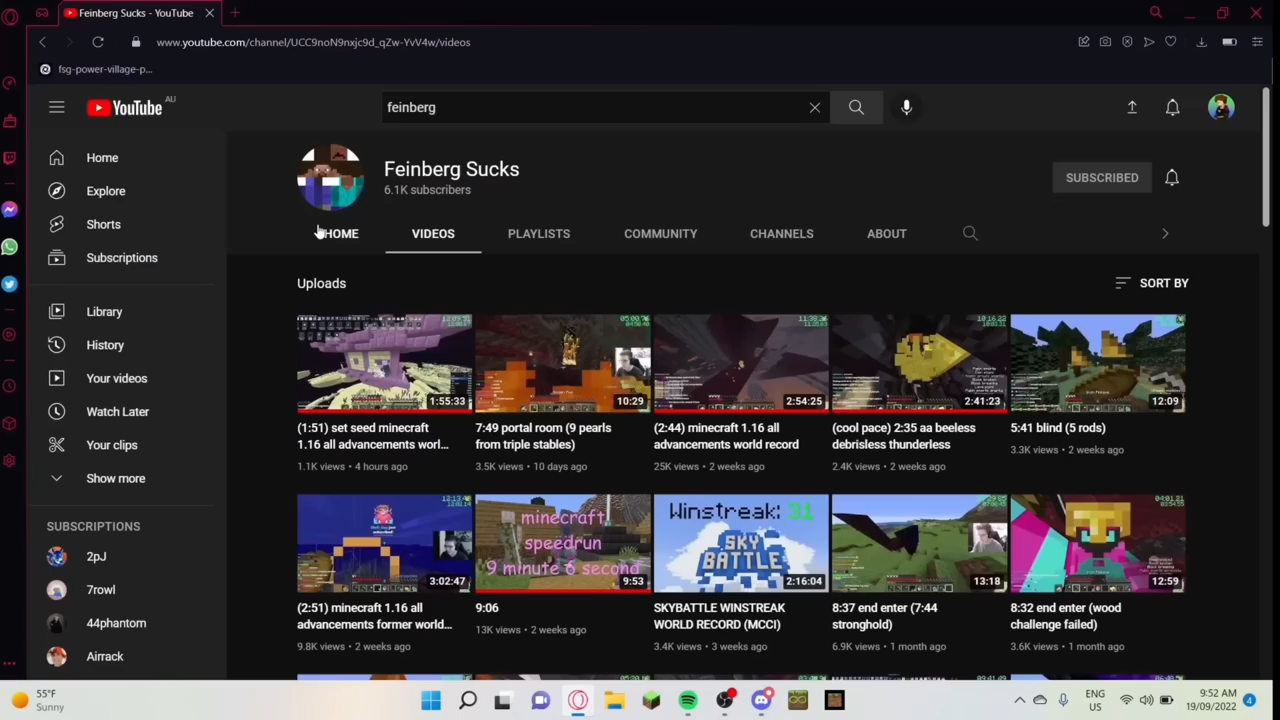 Feinberg Sucks - YouTube
www.youtube.com/channel/UCC9noN9nxjc9d_qZw-YvV4w/videos
fsg-power-village-p...
YouTube AU
feinberg
Home
Explore
Shorts
Subscriptions
Library
History
Your videos
Watch Later
Your clips
Show more
SUBSCRIPTIONS
2pJ
7rowl
44phantom
Airrack
Feinberg Sucks
6.1K subscribers
SUBSCRIBED
HOME VIDEOS PLAYLISTS COMMUNITY CHANNELS ABOUT
Uploads
SORT BY
1:55:33
(1:51) set seed minecraft
1.16 all advancements worl...
1.1K views • 4 hours ago
10:29
7:49 portal room (9 pearls
from triple stables)
3.5K views • 10 days ago
2:54:25
(2:44) minecraft 1.16 all
advancements world record
25K views • 2 weeks ago
2:41:23
(cool pace) 2:35 aa beeless
debrisless thunderless
2.4K views • 2 weeks ago
12:09
5:41 blind (5 rods)
3.3K views • 2 weeks ago
3:02:47
(2:51) minecraft 1.16 all
advancements former world...
9.8K views • 2 weeks ago
minecraft
speedrun
9 minute 6 second
9:53
9:06
13K views • 2 weeks ago
Winstreak: 31
SKY
BATTLE
2:16:04
SKYBATTLE WINSTREAK
WORLD RECORD (MCCI)
3.4K views • 3 weeks ago
13:18
8:37 end enter (7:44
stronghold)
6.9K views • 1 month ago
12:59
8:32 end enter (wood
challenge failed)
3.6K views • 1 month ago
55°F
Sunny
ENG
US
9:52 AM
19/09/2022
4